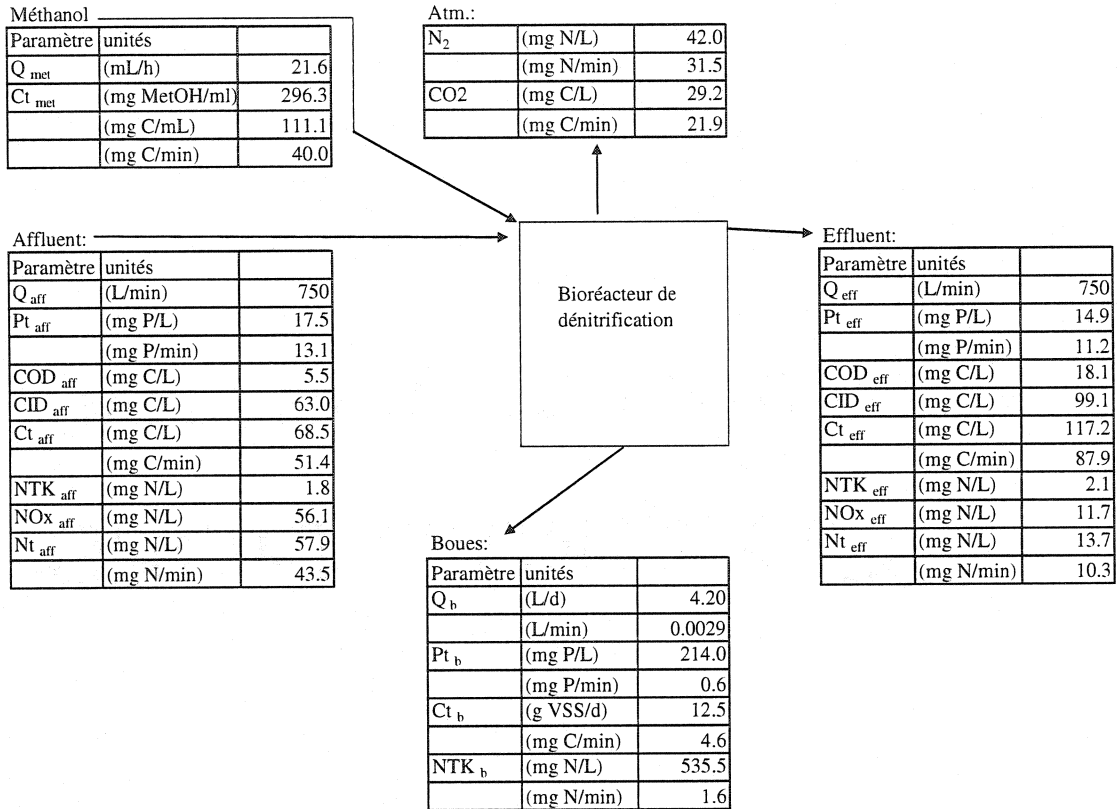 Méthanol
Paramètre unités
Q met (mL/h) 21.6
Ct met (mg MetOH/ml) 296.3
(mg C/mL) 111.1
(mg C/min) 40.0
Atm.:
N2 (mg N/L) 42.0
(mg N/min) 31.5
CO2 (mg C/L) 29.2
(mg C/min) 21.9
Affluent:
Paramètre unités
Q aff (L/min) 750
Pt aff (mg P/L) 17.5
(mg P/min) 13.1
COD aff (mg C/L) 5.5
CID aff (mg C/L) 63.0
Ct aff (mg C/L) 68.5
(mg C/min) 51.4
NTK aff (mg N/L) 1.8
NOx aff (mg N/L) 56.1
Nt aff (mg N/L) 57.9
(mg N/min) 43.5
Bioréacteur de
dénitrification
Effluent:
Paramètre unités
Q eff (L/min) 750
Pt eff (mg P/L) 14.9
(mg P/min) 11.2
COD eff (mg C/L) 18.1
CID eff (mg C/L) 99.1
Ct eff (mg C/L) 117.2
(mg C/min) 87.9
NTK eff (mg N/L) 2.1
NOx eff (mg N/L) 11.7
Nt eff (mg N/L) 13.7
(mg N/min) 10.3
Boues:
Paramètre unités
Q b (L/d) 4.20
(L/min) 0.0029
Pt b (mg P/L) 214.0
(mg P/min) 0.6
Ct b (g VSS/d) 12.5
(mg C/min) 4.6
NTK b (mg N/L) 535.5
(mg N/min) 1.6